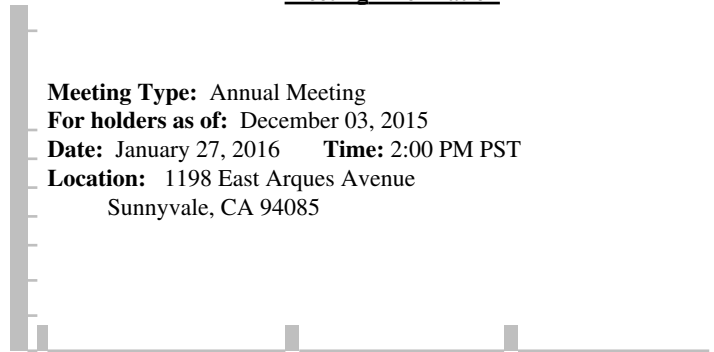 Meeting Type: Annual Meeting
For holders as of: December 03, 2015
Date: January 27, 2016 Time: 2:00 PM PST
Location: 1198 East Arques Avenue
Sunnyvale, CA 94085